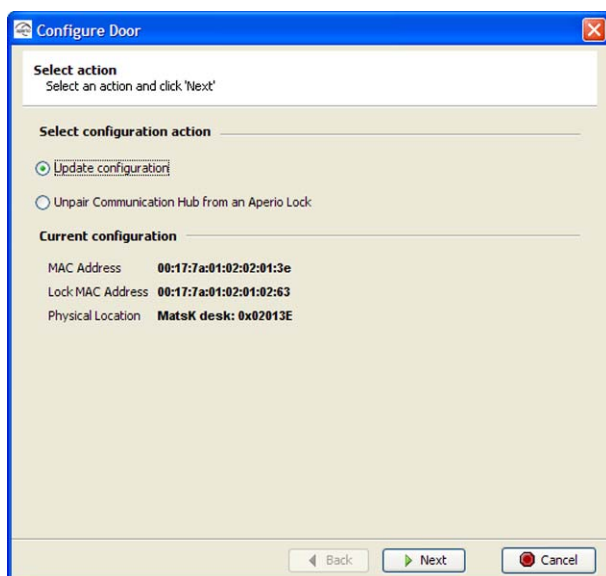 Configure Door
Select action
Select an action and click 'Next'
Select configuration action
Update configuration
Unpair Communication Hub from an Aperio Lock
Current configuration
MAC Address 00:17:7a:01:02:02:01:3e
Lock MAC Address 00:17:7a:01:02:01:02:63
Physical Location MatsK desk: 0x02013E
Back Next Cancel